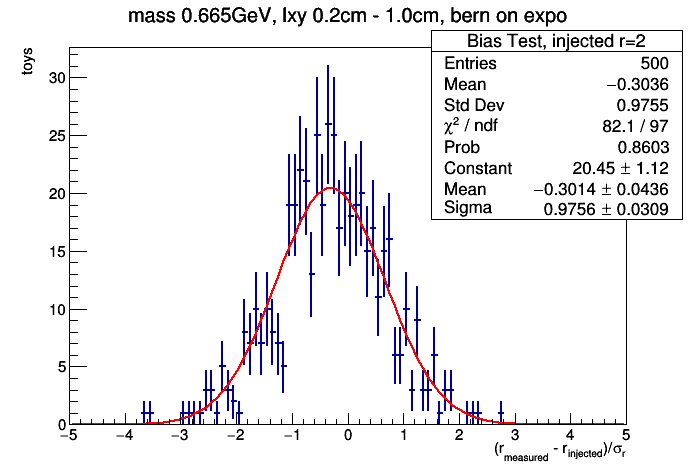 mass 0.665GeV, lxy 0.2cm - 1.0cm, bern on expo
Bias Test, injected r=2
Entries 500
Mean −0.3036
Std Dev 0.9755
χ² / ndf 82.1 / 97
Prob 0.8603
Constant 20.45 ± 1.12
Mean −0.3014 ± 0.0436
Sigma 0.9756 ± 0.0309
toys
30
25
20
15
10
5
0
−5 −4 −3 −2 −1 0 1 2 3 4 5
(r_measured - r_injected)/σ_r